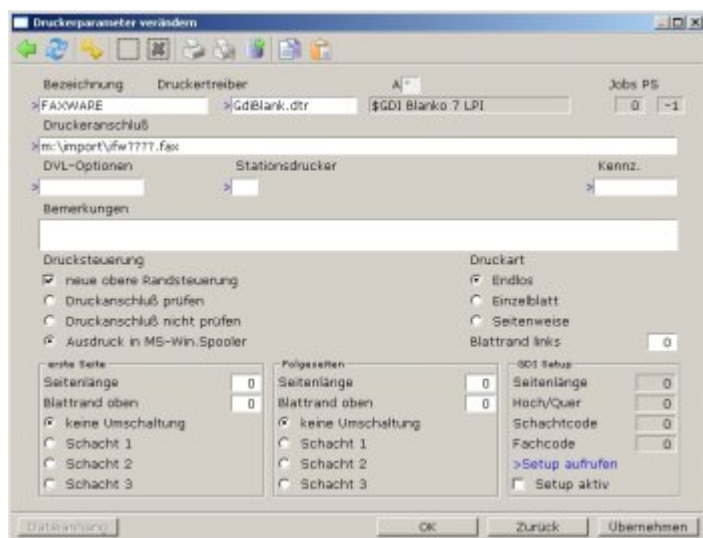 Druckerparameter verändern
Bezeichnung Druckertreiber A * Jobs PS
>FAXWARE >GdiBlank.dtr $GDI Blanko 7 LPI 0 -1
Druckeranschluß
>m:\import\ifw????.fax
DVL-Optionen Stationsdrucker Kennz.
> > >
Bemerkungen
Drucksteuerung Druckart
neue obere Randsteuerung Endlos
Druckanschluß prüfen Einzelblatt
Druckanschluß nicht prüfen Seitenweise
Ausdruck in MS-Win.Spooler Blattrand links 0
erste Seite Folgeseiten GDI Setup
Seitenlänge 0 Seitenlänge 0 Seitenlänge 0
Blattrand oben 0 Blattrand oben 0 Hoch/Quer 0
keine Umschaltung keine Umschaltung Schachtcode 0
Schacht 1 Schacht 1 Fachcode 0
Schacht 2 Schacht 2 >Setup aufrufen
Schacht 3 Schacht 3 Setup aktiv
Dateianhang OK Zurück Übernehmen